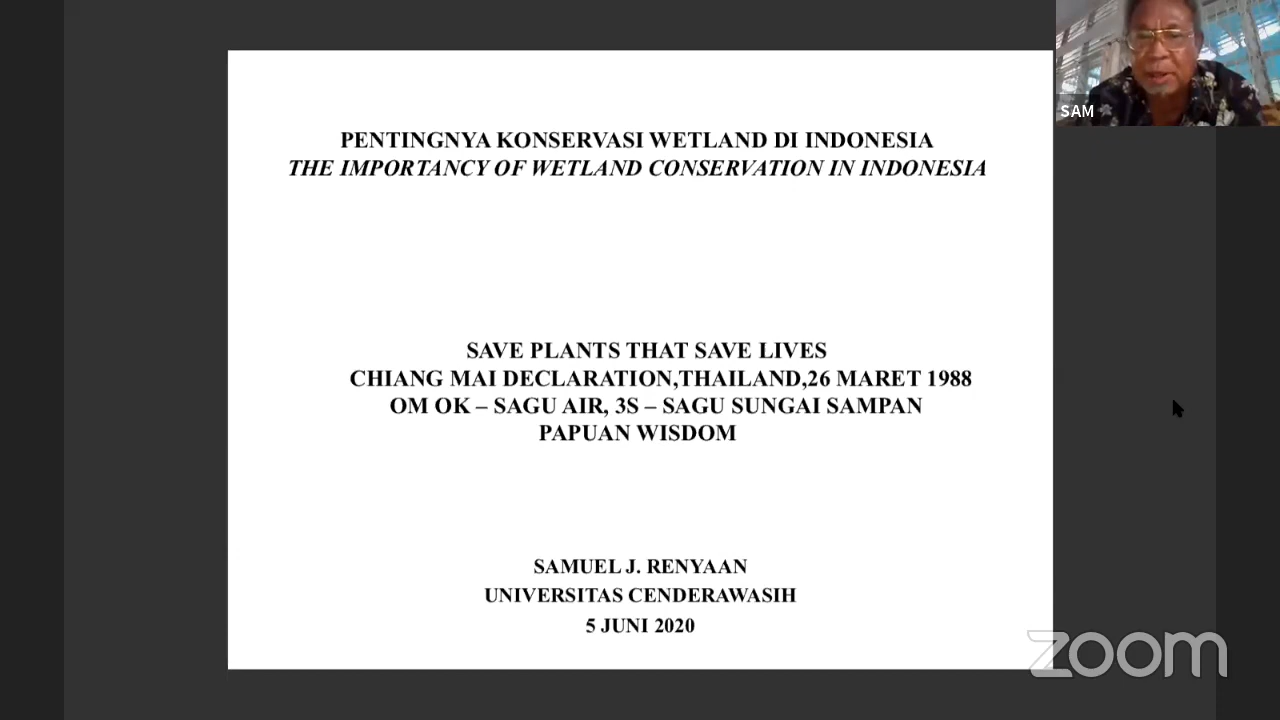 PENTINGNYA KONSERVASI WETLAND DI INDONESIA
THE IMPORTANCY OF WETLAND CONSERVATION IN INDONESIA
SAVE PLANTS THAT SAVE LIVES
CHIANG MAI DECLARATION,THAILAND,26 MARET 1988
OM OK – SAGU AIR, 3S – SAGU SUNGAI SAMPAN
PAPUAN WISDOM
SAMUEL J. RENYAAN
UNIVERSITAS CENDERAWASIH
5 JUNI 2020
SAM
zoom